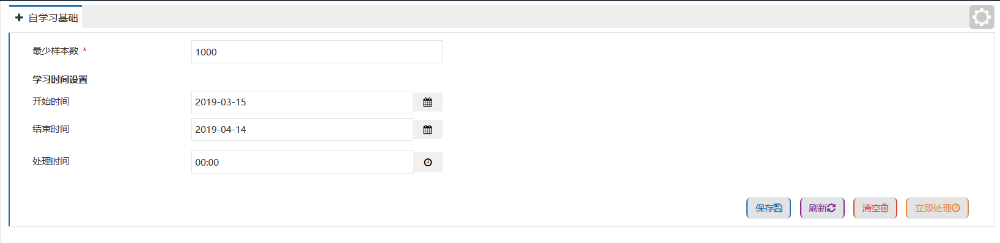 自学习基础
最少样本数 * 1000
学习时间设置
开始时间 2019-03-15
结束时间 2019-04-14
处理时间 00:00
保存 刷新 清空 立即处理